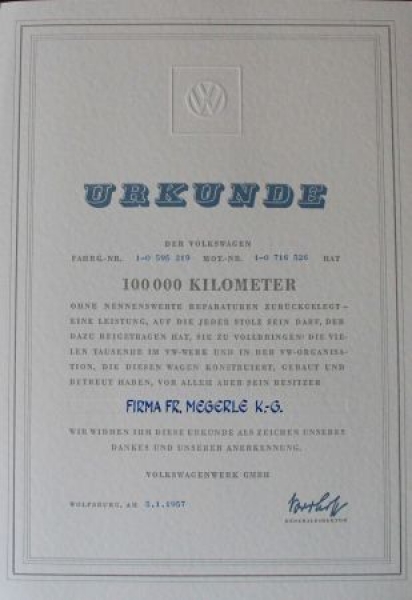 VW
URKUNDE
DER VOLKSWAGEN
FAHRG.-NR. 1-0 595 219 MOT.-NR. 1-0 716 526 HAT
100000 KILOMETER
OHNE NENNENSWERTE REPARATUREN ZURÜCKGELEGT –
EINE LEISTUNG, AUF DIE JEDER STOLZ SEIN DARF, DER
DAZU BEIGETRAGEN HAT, SIE ZU VOLLBRINGEN: DIE VIE-
LEN TAUSENDE IM VW-WERK UND IN DER VW-ORGANISA-
TION, DIE DIESEN WAGEN KONSTRUIERT, GEBAUT UND
BETREUT HABEN, VOR ALLEM ABER SEIN BESITZER
FIRMA FR. MEGERLE K.-G.
WIR WIDMEN IHM DIESE URKUNDE ALS ZEICHEN UNSERES
DANKES UND UNSERER ANERKENNUNG.
VOLKSWAGENWERK GMBH
WOLFSBURG, AM 3.1.1957
GENERALDIREKTOR